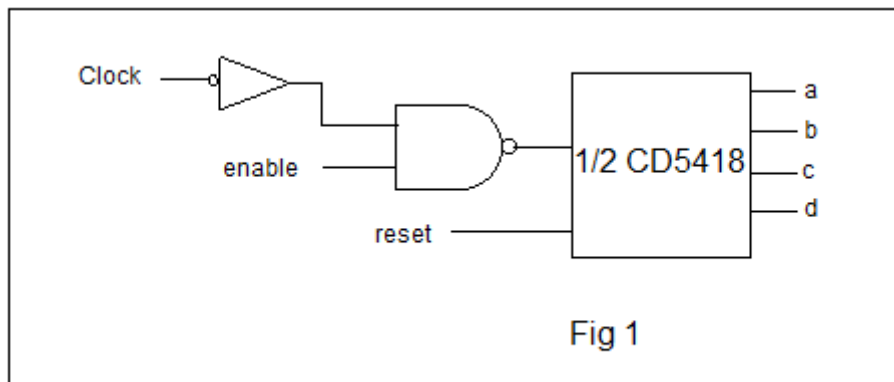 Clock
enable
reset
1/2 CD5418
a
b
c
d
Fig 1